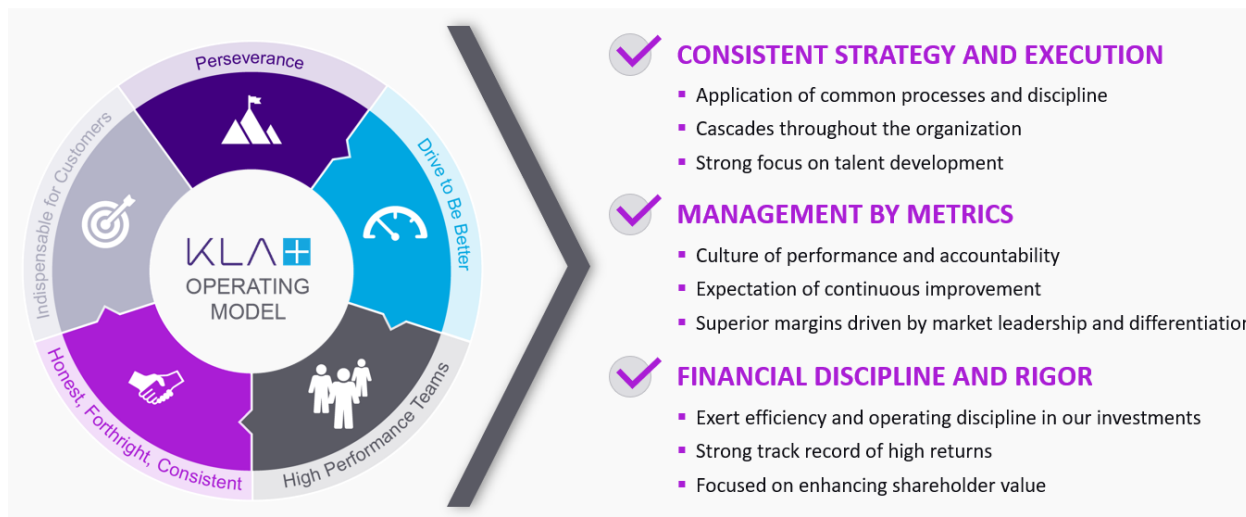 Perseverance
Drive to Be Better
High Performance Teams
Honest, Forthright, Consistent
Indispensable for Customers
KLA+
OPERATING
MODEL
CONSISTENT STRATEGY AND EXECUTION
▪ Application of common processes and discipline
▪ Cascades throughout the organization
▪ Strong focus on talent development
MANAGEMENT BY METRICS
▪ Culture of performance and accountability
▪ Expectation of continuous improvement
▪ Superior margins driven by market leadership and differentiation
FINANCIAL DISCIPLINE AND RIGOR
▪ Exert efficiency and operating discipline in our investments
▪ Strong track record of high returns
▪ Focused on enhancing shareholder value